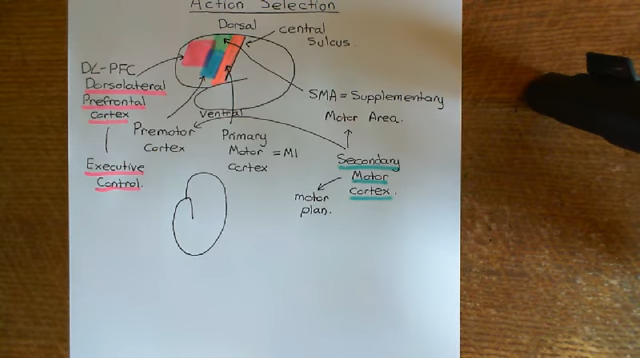 Action Selection
Dorsal
central
Sulcus.
DL-PFC
Dorsolateral
Prefrontal
Cortex
Executive
Control.
Ventral
Premotor
Cortex
Primary
Motor = M1
Cortex
SMA = Supplementary
Motor Area.
Secondary
Motor
Cortex.
motor
plan.